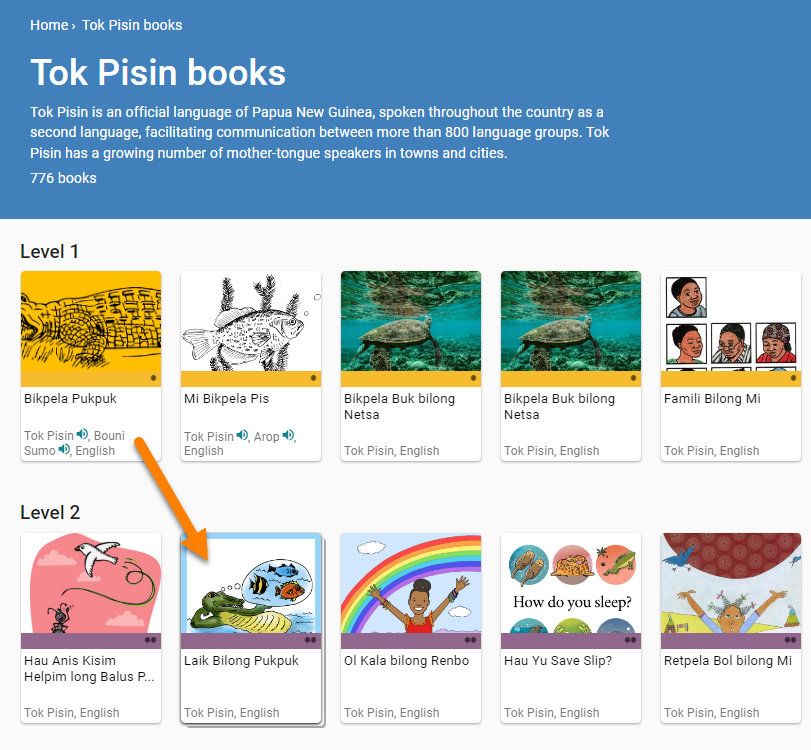 Home › Tok Pisin books
Tok Pisin books
Tok Pisin is an official language of Papua New Guinea, spoken throughout the country as a
second language, facilitating communication between more than 800 language groups. Tok
Pisin has a growing number of mother-tongue speakers in towns and cities.
776 books
Level 1
Bikpela Pukpuk
Tok Pisin, Bouni
Sumo, English
Mi Bikpela Pis
Tok Pisin, Arop,
English
Bikpela Buk bilong
Netsa
Tok Pisin, English
Bikpela Buk bilong
Netsa
Tok Pisin, English
Famili Bilong Mi
Tok Pisin, English
Level 2
Hau Anis Kisim
Helpim long Balus P...
Tok Pisin, English
Laik Bilong Pukpuk
Tok Pisin, English
Ol Kala bilong Renbo
Tok Pisin, English
How do you sleep?
Hau Yu Save Slip?
Tok Pisin, English
Retpela Bol bilong Mi
Tok Pisin, English